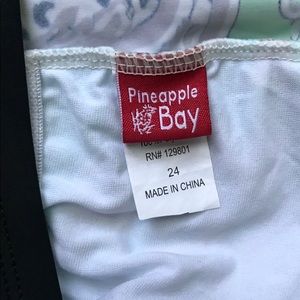 Pineapple
Bay
RN# 129801
24
MADE IN CHINA